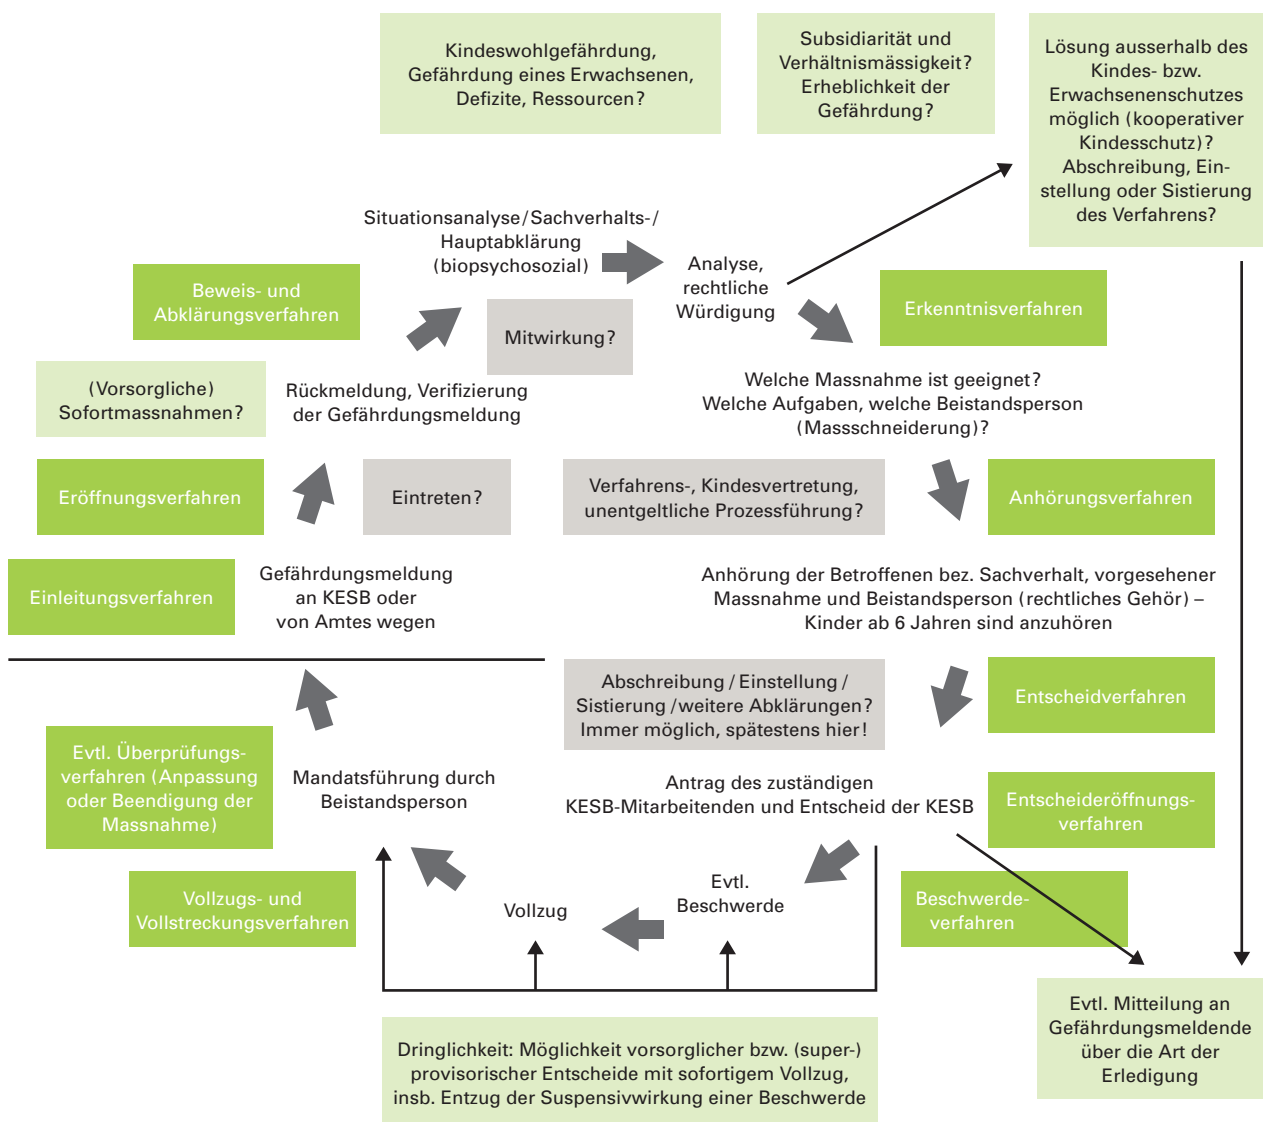 Kindeswohlgefährdung,
Gefährdung eines Erwachsenen,
Defizite, Ressourcen?
Subsidiarität und
Verhältnismässigkeit?
Erheblichkeit der
Gefährdung?
Lösung ausserhalb des
Kindes- bzw.
Erwachsenenschutzes
möglich (kooperativer
Kindesschutz)?
Abschreibung, Ein-
stellung oder Sistierung
des Verfahrens?
Situationsanalyse/Sachverhalts-/
Hauptabklärung
(biopsychosozial)
Analyse,
rechtliche
Würdigung
Beweis- und
Abklärungsverfahren
Mitwirkung?
Erkenntnisverfahren
(Vorsorgliche)
Sofortmassnahmen?
Rückmeldung, Verifizierung
der Gefährdungsmeldung
Welche Massnahme ist geeignet?
Welche Aufgaben, welche Beistandsperson
(Massschneiderung)?
Eröffnungsverfahren
Eintreten?
Verfahrens-, Kindesvertretung,
unentgeltliche Prozessführung?
Anhörungsverfahren
Einleitungsverfahren
Gefährdungsmeldung
an KESB oder
von Amtes wegen
Anhörung der Betroffenen bez. Sachverhalt, vorgesehener
Massnahme und Beistandsperson (rechtliches Gehör) –
Kinder ab 6 Jahren sind anzuhören
Abschreibung / Einstellung /
Sistierung /weitere Abklärungen?
Immer möglich, spätestens hier!
Entscheidverfahren
Evtl. Überprüfungs-
verfahren (Anpassung
oder Beendigung der
Massnahme)
Mandatsführung durch
Beistandsperson
Antrag des zuständigen
KESB-Mitarbeitenden und Entscheid der KESB
Entscheideröffnungs-
verfahren
Vollzugs- und
Vollstreckungsverfahren
Vollzug
Evtl.
Beschwerde
Beschwerde-
verfahren
Dringlichkeit: Möglichkeit vorsorglicher bzw. (super-)
provisorischer Entscheide mit sofortigem Vollzug,
insb. Entzug der Suspensivwirkung einer Beschwerde
Evtl. Mitteilung an
Gefährdungsmeldende
über die Art der
Erledigung